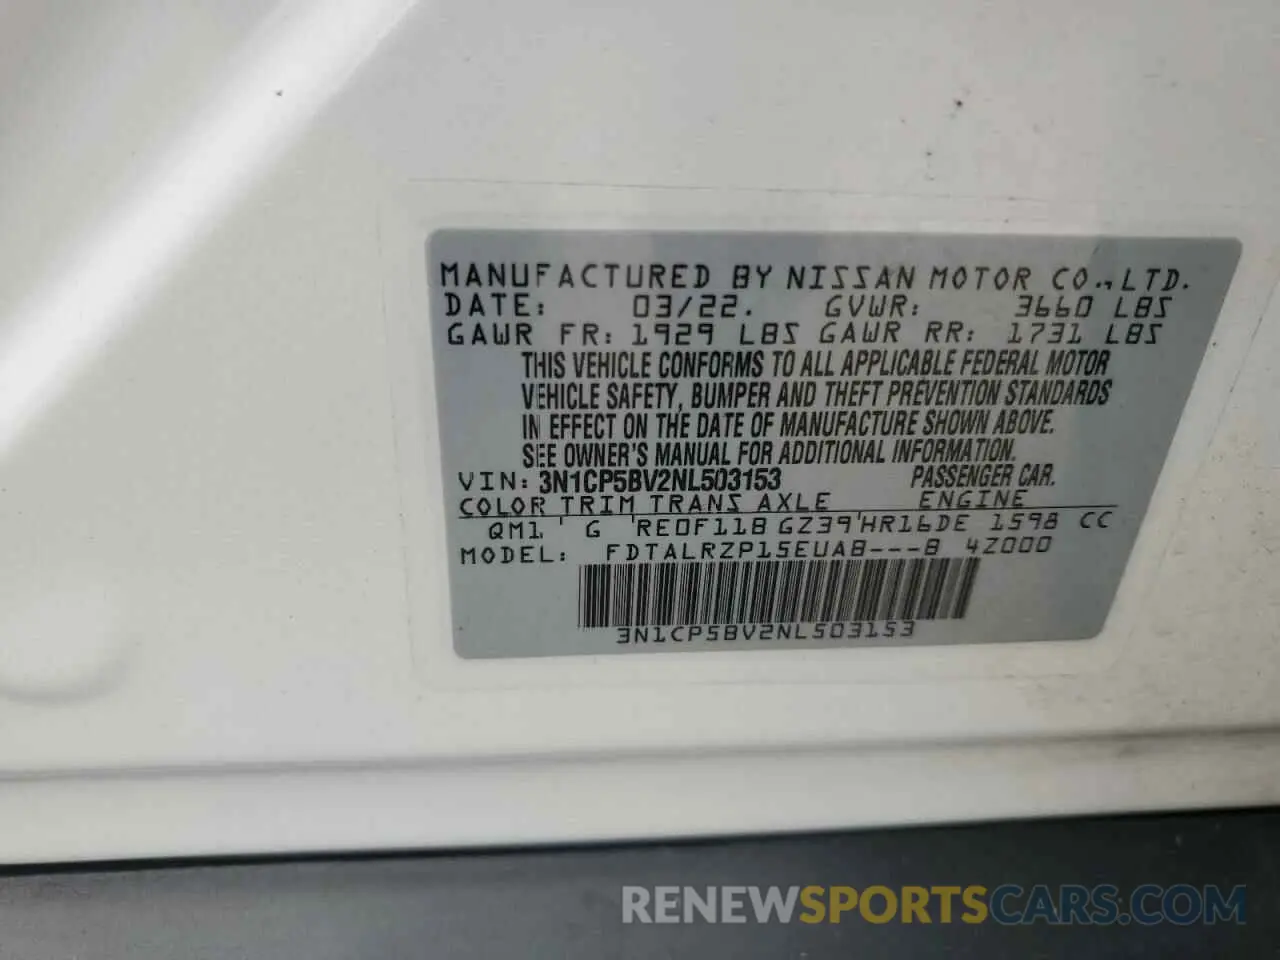 MANUFACTURED BY NISSAN MOTOR CO.,LTD.
DATE: 03/22. GVWR: 3660 LBS
GAWR FR: 1929 LBS GAWR RR: 1731 LBS
THIS VEHICLE CONFORMS TO ALL APPLICABLE FEDERAL MOTOR
VEHICLE SAFETY, BUMPER AND THEFT PREVENTION STANDARDS
IN EFFECT ON THE DATE OF MANUFACTURE SHOWN ABOVE.
SEE OWNER'S MANUAL FOR ADDITIONAL INFORMATION.
VIN: 3N1CP5BV2NL503153 PASSENGER CAR.
COLOR TRIM TRANS AXLE ENGINE
QM1 ' G 'RE0F11B GZ39'HR16DE 1598 CC
MODEL: FDTALRZP15EUAB---B 4Z000
3N1CP5BV2NL503153
RENEWSPORTSCARS.COM